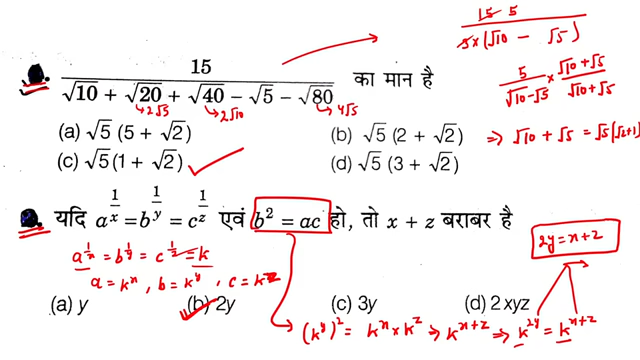 15
√10 + √20 + √40 − √5 − √80 का मान है
→2√5 →2√10 →4√5
(a) √5 (5 + √2) (b) √5 (2 + √2)
(c) √5(1 + √2) (d) √5 (3 + √2)
15 5
3×(√10 − √5)
5/(√10−√5) × (√10+√5)/(√10+√5)
⇒ √10 + √5 = √5(√2+1)
यदि a^(1/x) = b^(1/y) = c^(1/z) एवं b² = ac हो, तो x + z बराबर है
a^(1/x) = b^(1/y) = c^(1/z) = k
a = k^x, b = k^y, c = k^z
2y = x+z
(a) y (b) 2y (c) 3y (d) 2 xyz
(k^y)² = k^x × k^z ⇒ k^(x+z) ⇒ k^(2y) = k^(x+z)